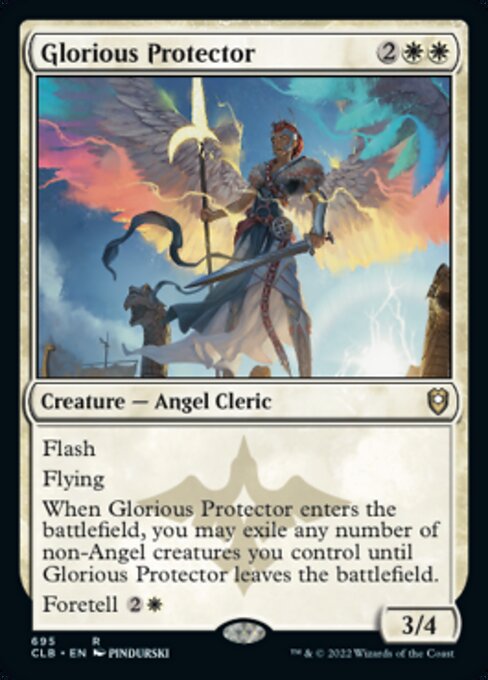 Glorious Protector 2
Creature — Angel Cleric
Flash
Flying
When Glorious Protector enters the
battlefield, you may exile any number of
non-Angel creatures you control until
Glorious Protector leaves the battlefield.
Foretell 2
3/4
695 R
CLB • EN PINDURSKI
™ & © 2022 Wizards of the Coast